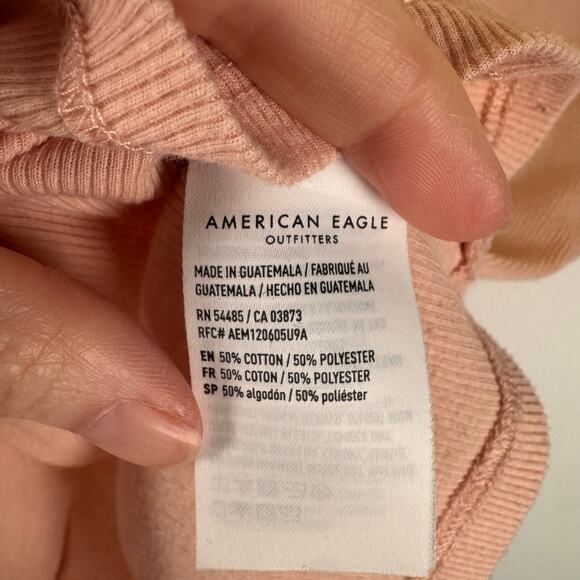 AMERICAN EAGLE
OUTFITTERS
MADE IN GUATEMALA / FABRIQUÉ AU
GUATEMALA / HECHO EN GUATEMALA
RN 54485 / CA 03873
RFC# AEM120605U9A
EN 50% COTTON / 50% POLYESTER
FR 50% COTON / 50% POLYESTER
SP 50% algodón / 50% poliéster